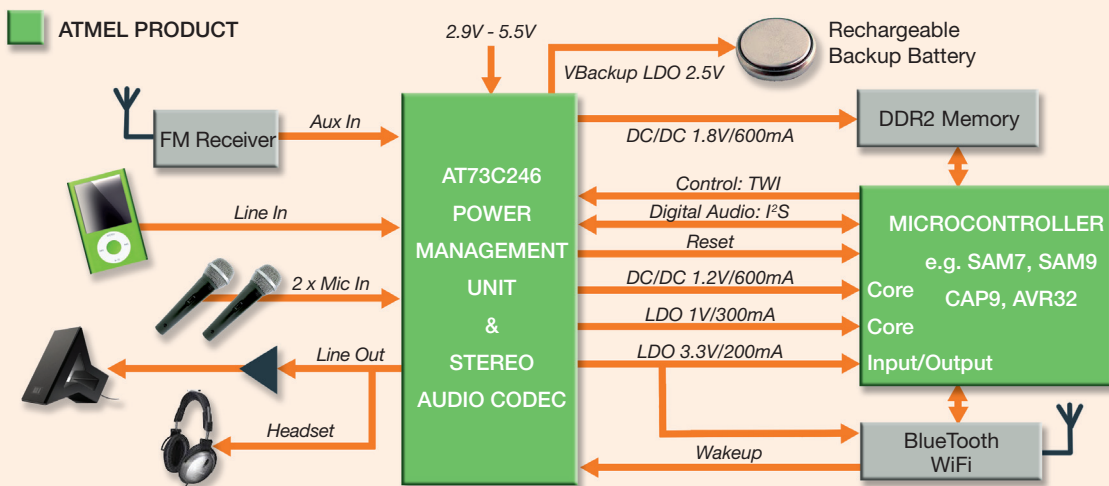 ATMEL PRODUCT
2.9V - 5.5V
VBackup LDO 2.5V
Rechargeable
Backup Battery
FM Receiver
Aux In
DC/DC 1.8V/600mA
DDR2 Memory
Line In
2 x Mic In
Line Out
Headset
AT73C246
POWER
MANAGEMENT
UNIT
&
STEREO
AUDIO CODEC
Control: TWI
Digital Audio: I²S
Reset
DC/DC 1.2V/600mA
LDO 1V/300mA
LDO 3.3V/200mA
Wakeup
MICROCONTROLLER
e.g. SAM7, SAM9
CAP9, AVR32
Core
Core
Input/Output
BlueTooth
WiFi